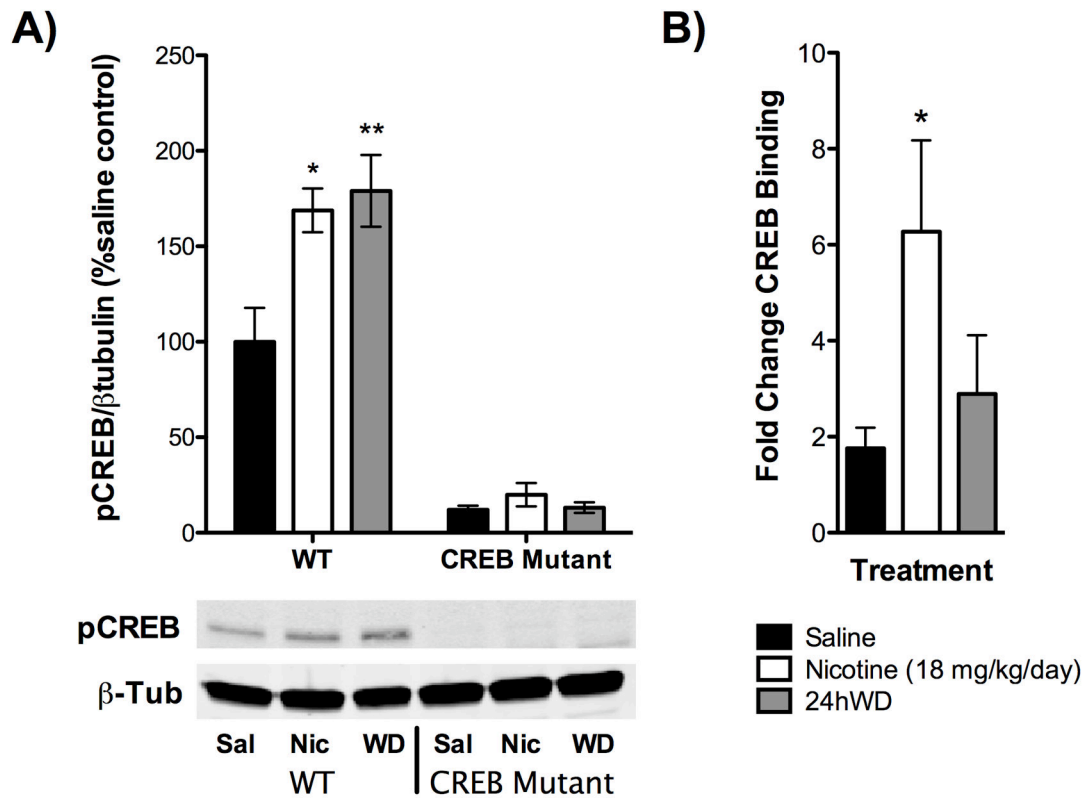 A)
pCREB/βtubulin (%saline control)
250
200
150
100
50
0
*
**
WT
CREB Mutant
pCREB
β-Tub
Sal Nic WD Sal Nic WD
WT CREB Mutant
B)
Fold Change CREB Binding
10
8
6
4
2
0
*
Treatment
Saline
Nicotine (18 mg/kg/day)
24hWD